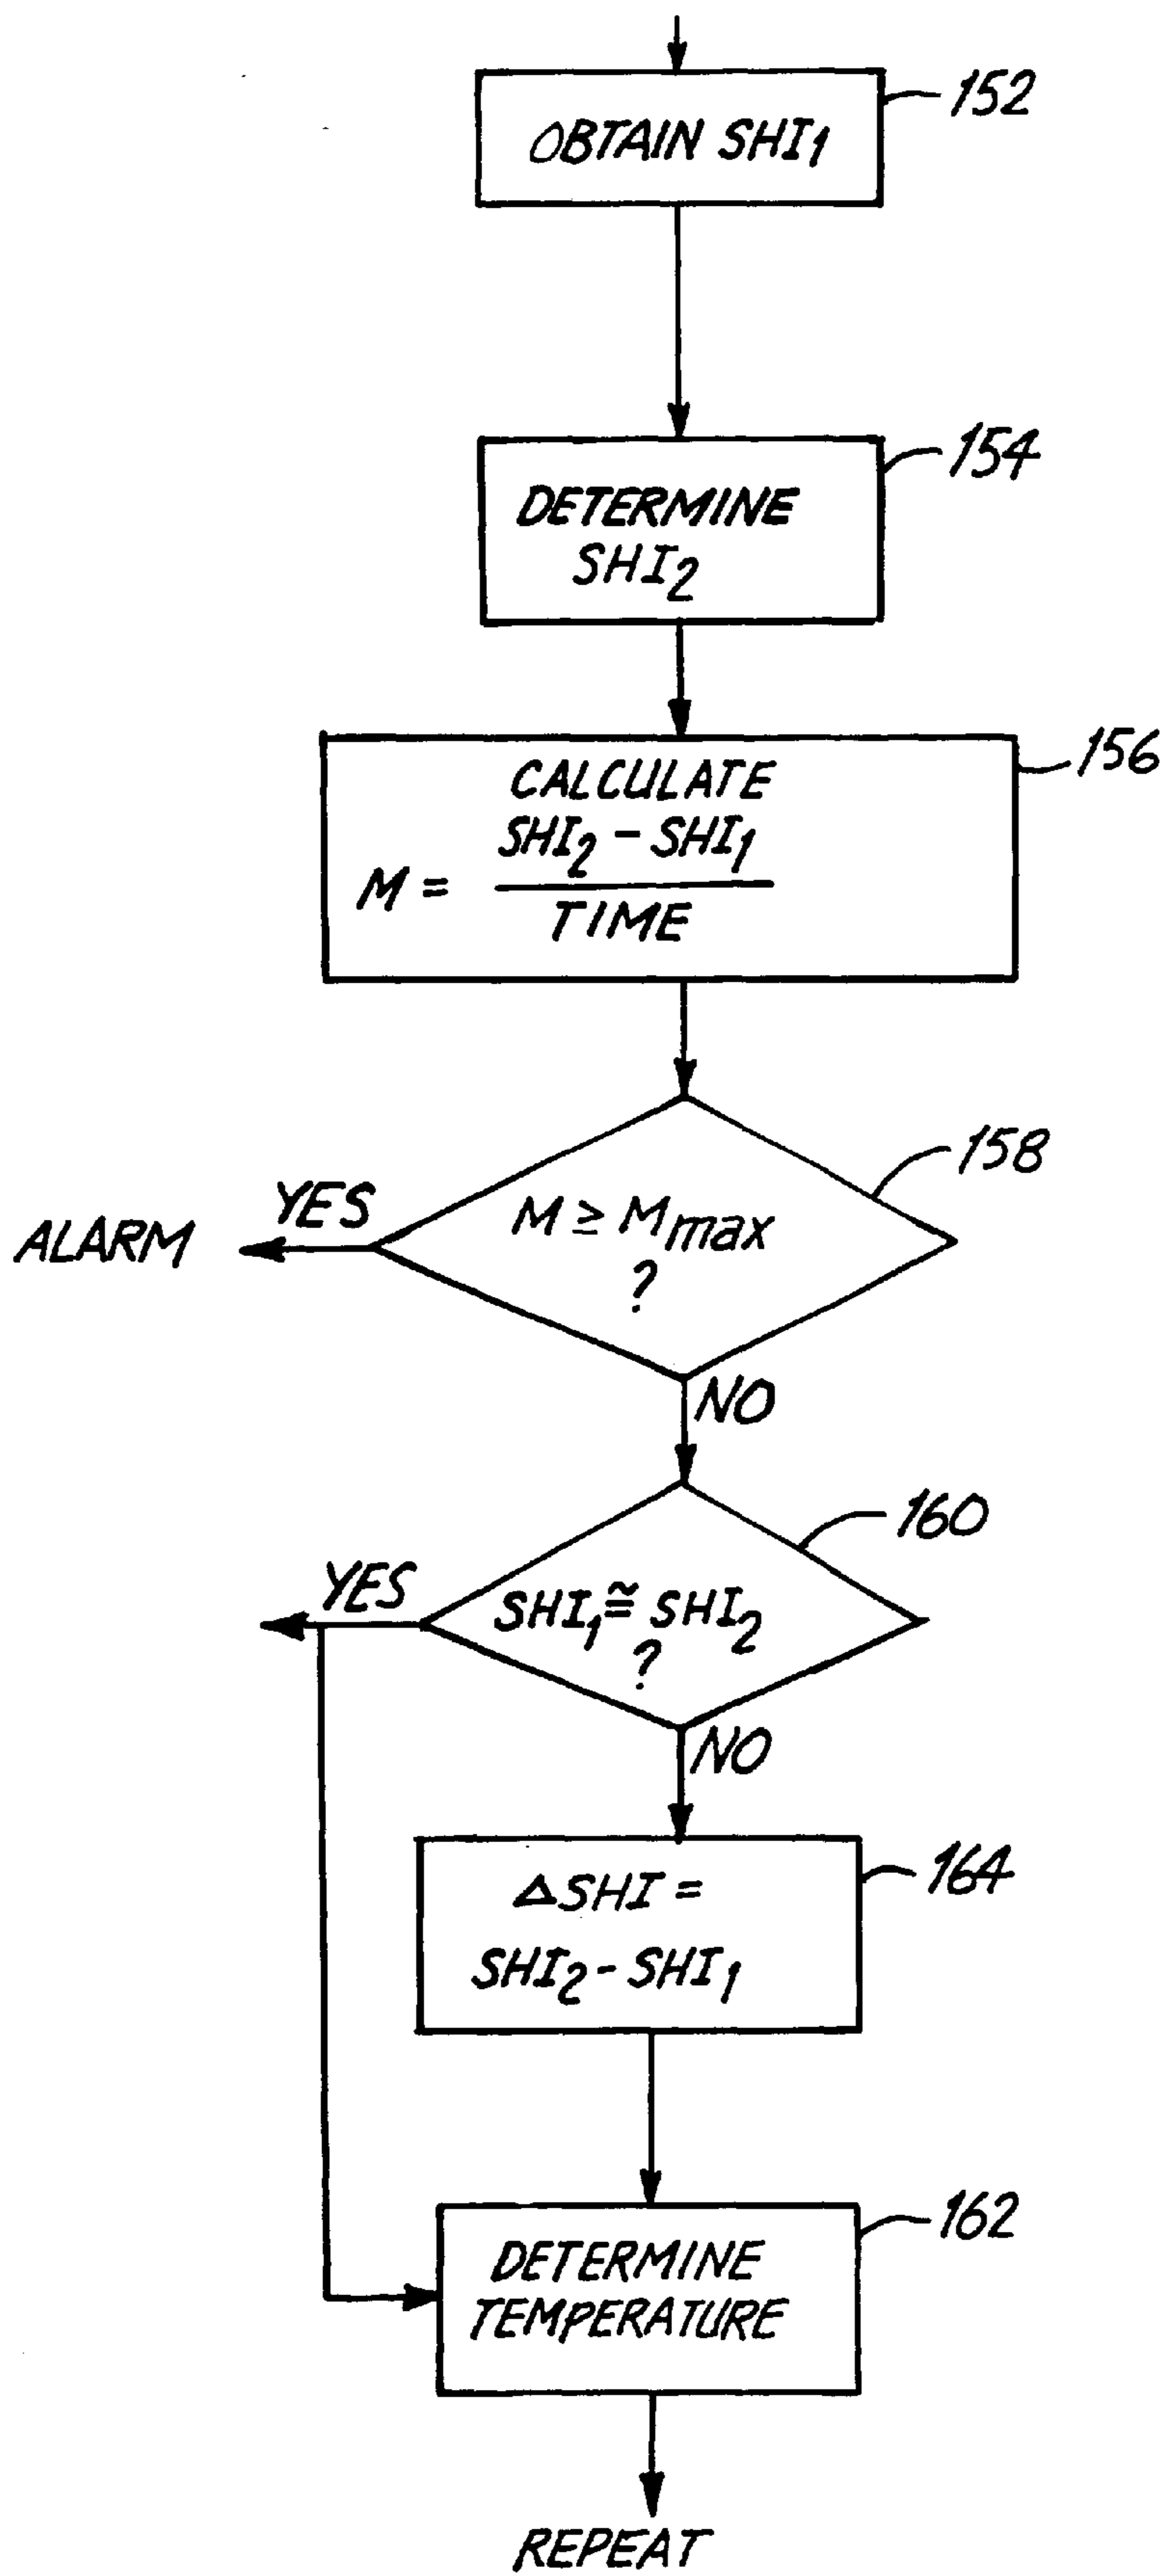 152
OBTAIN SHI₁
154
DETERMINE
SHI₂
156
CALCULATE
SHI₂ - SHI₁
M =
TIME
158
M ≥ Mmax
?
YES
ALARM
NO
160
SHI₁ ≅ SHI₂
?
YES
NO
164
ΔSHI =
SHI₂ - SHI₁
162
DETERMINE
TEMPERATURE
REPEAT